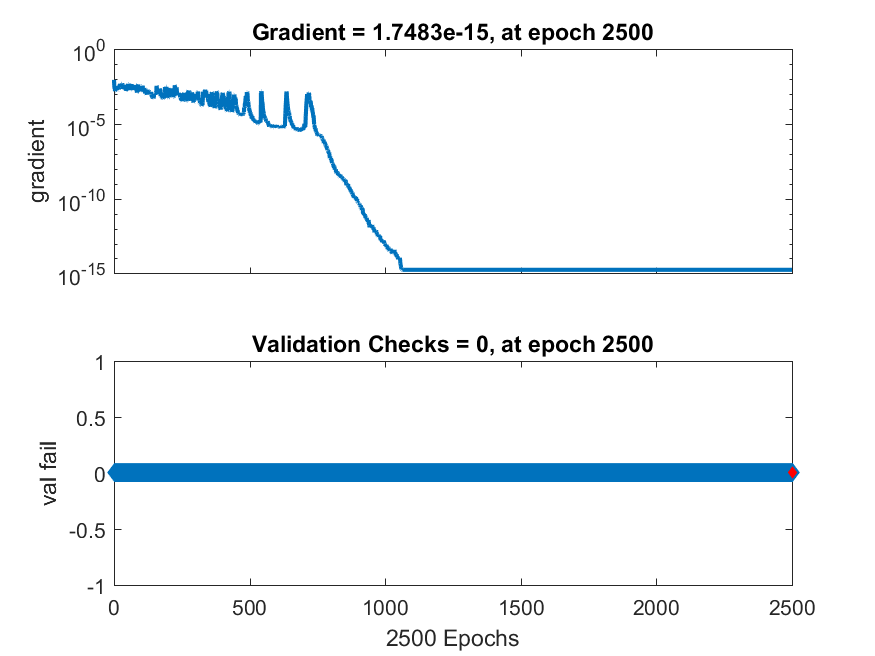 Gradient = 1.7483e-15, at epoch 2500
10^0
10^-5
10^-10
10^-15
gradient
Validation Checks = 0, at epoch 2500
1
0.5
0
-0.5
-1
val fail
0 500 1000 1500 2000 2500
2500 Epochs